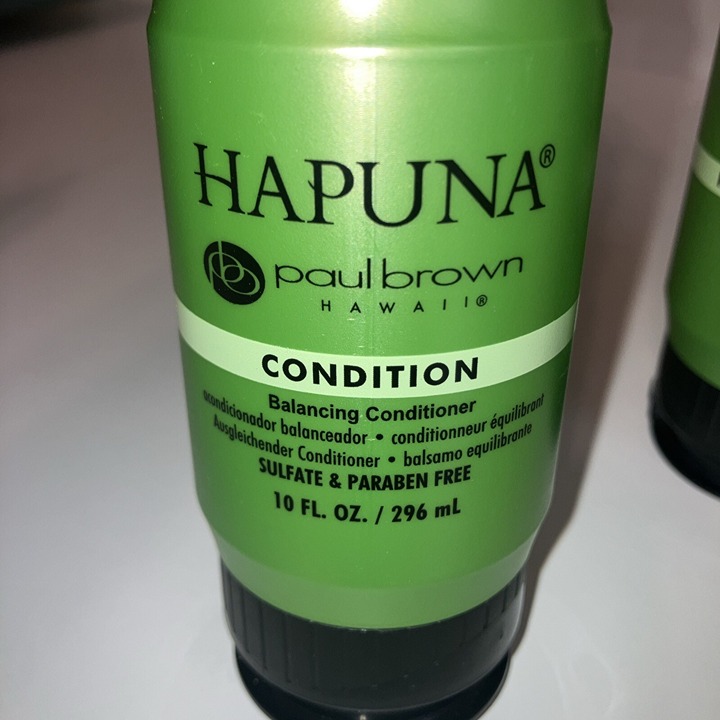 HAPUNA®
pb paul brown
HAWAII®
CONDITION
Balancing Conditioner
acondicionador balanceador • conditionneur équilibrant
Ausgleichender Conditioner • balsamo equilibrante
SULFATE & PARABEN FREE
10 FL. OZ. / 296 mL